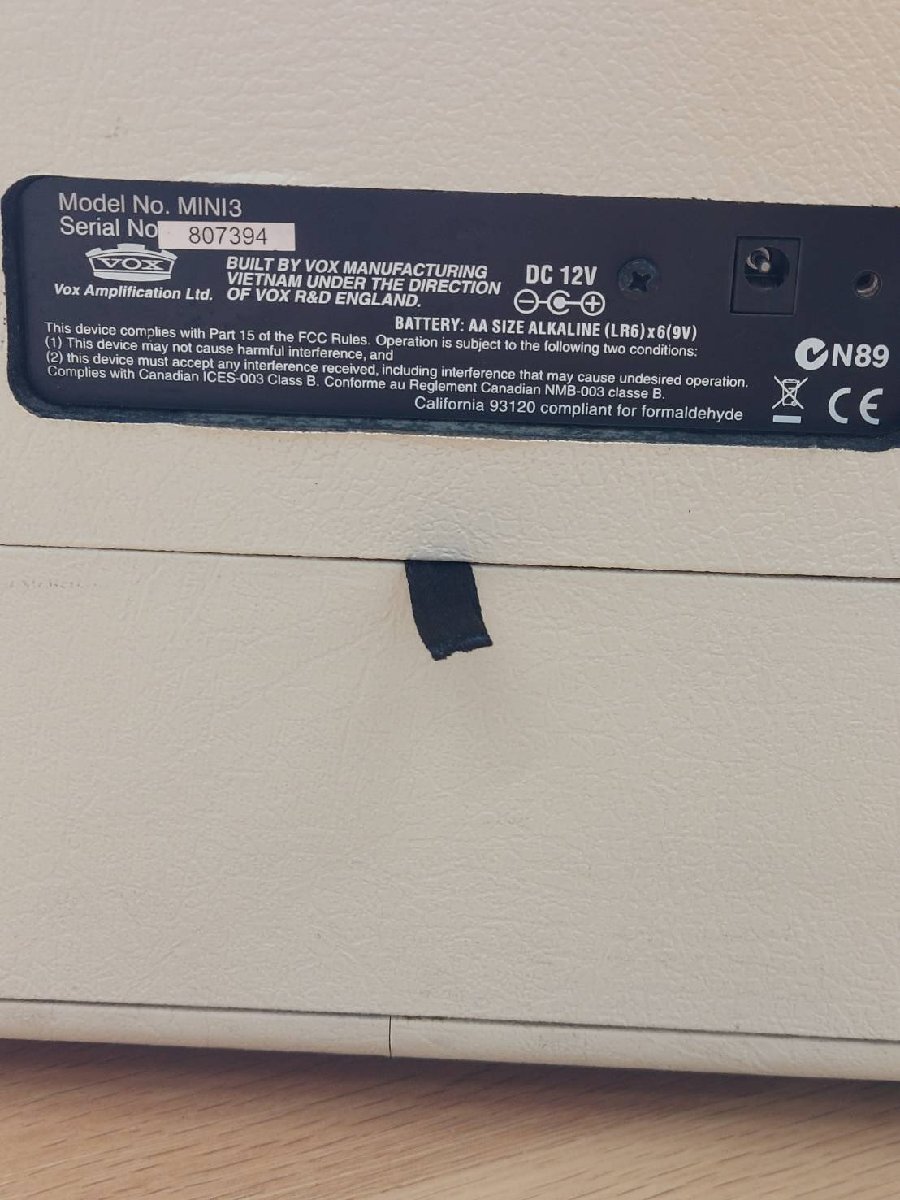 Model No. MINI3
Serial No
807394
VOX
Vox Amplification Ltd.
BUILT BY VOX MANUFACTURING
VIETNAM UNDER THE DIRECTION
OF VOX R&D ENGLAND.
DC 12V
BATTERY: AA SIZE ALKALINE (LR6)x6(9V)
This device complies with Part 15 of the FCC Rules. Operation is subject to the following two conditions:
(1) This device may not cause harmful interference, and
(2) this device must accept any interference received, including interference that may cause undesired operation.
Complies with Canadian ICES-003 Class B. Conforme au Reglement Canadian NMB-003 classe B.
California 93120 compliant for formaldehyde
N89
CE